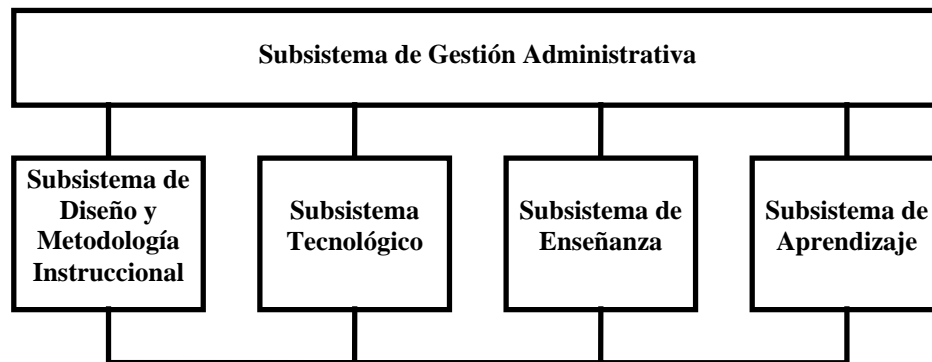 Subsistema de Gestión Administrativa
Subsistema de
Diseño y
Metodología
Instruccional
Subsistema
Tecnológico
Subsistema de
Enseñanza
Subsistema de
Aprendizaje